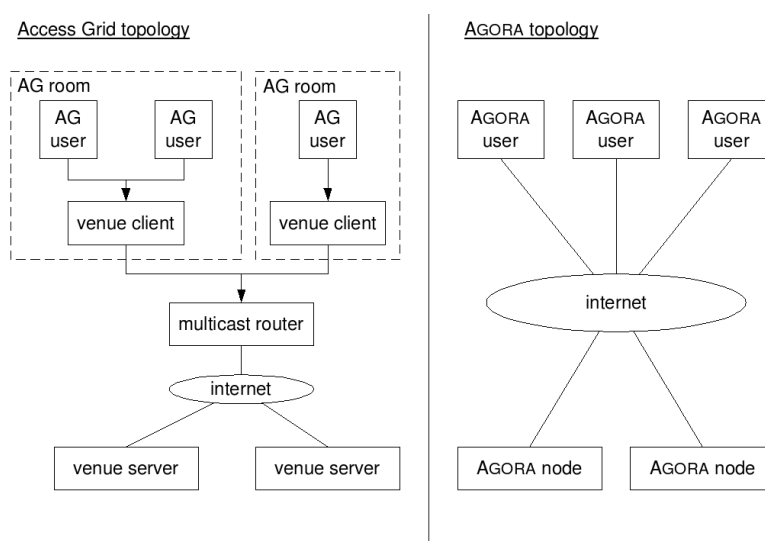 Access Grid topology
AG room
AG
user
AG
user
venue client
AG room
AG
user
venue client
multicast router
internet
venue server
venue server
AGORA topology
AGORA
user
AGORA
user
AGORA
user
internet
AGORA node
AGORA node